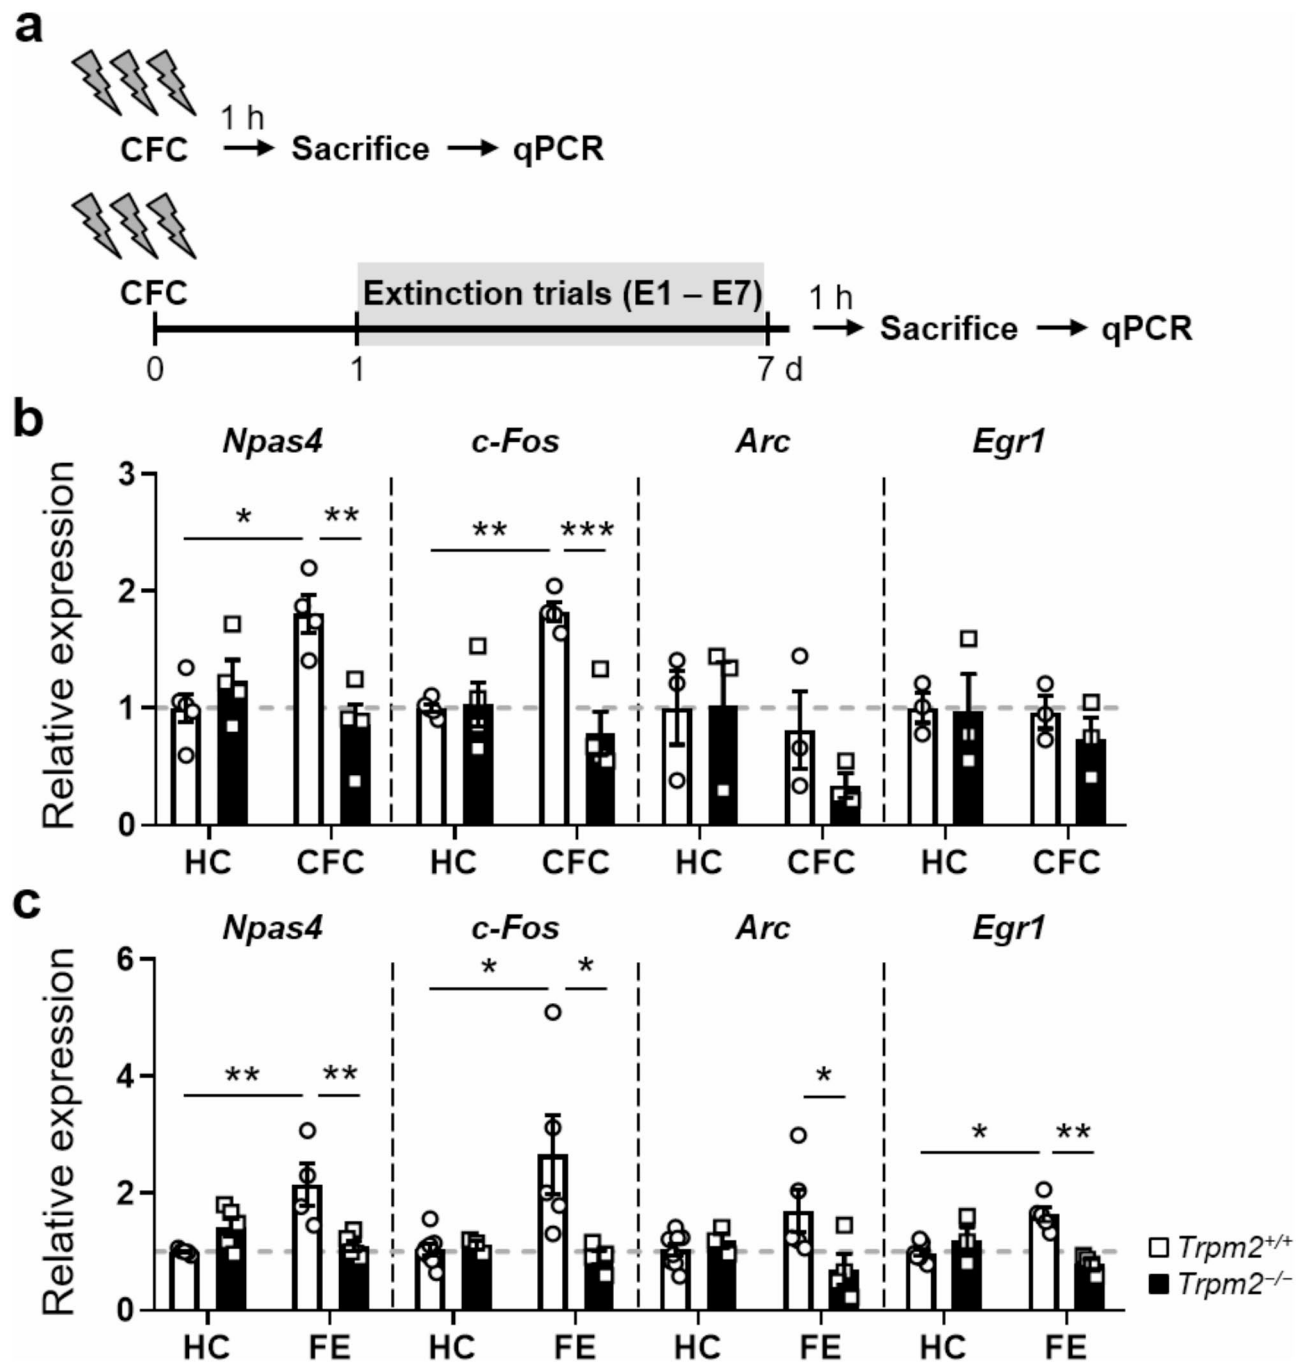 a
1 h
CFC Sacrifice qPCR
CFC Extinction trials (E1 – E7) 1 h
Sacrifice qPCR
0 1 7 d
b
Npas4 c-Fos Arc Egr1
Relative expression
3
* ** ** ***
2
1
0
HC CFC HC CFC HC CFC HC CFC
c
Npas4 c-Fos Arc Egr1
Relative expression
6
* *
4
** ** *
* **
2
Trpm2+/+
Trpm2−/−
0
HC FE HC FE HC FE HC FE